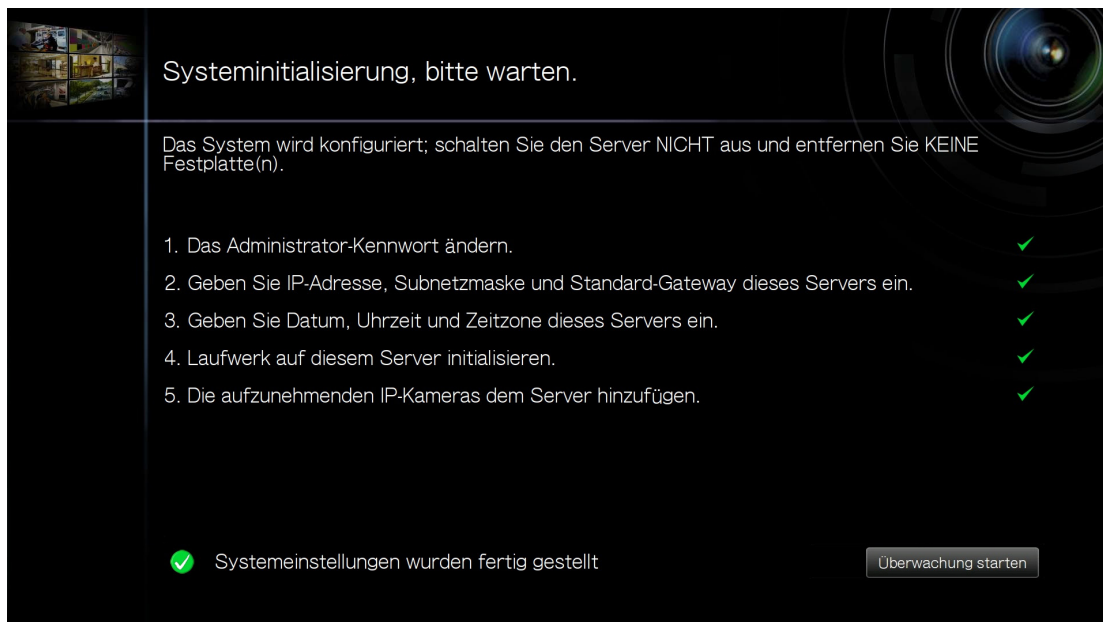 Systeminitialisierung, bitte warten.
Das System wird konfiguriert; schalten Sie den Server NICHT aus und entfernen Sie KEINE
Festplatte(n).
1. Das Administrator-Kennwort ändern.
2. Geben Sie IP-Adresse, Subnetzmaske und Standard-Gateway dieses Servers ein.
3. Geben Sie Datum, Uhrzeit und Zeitzone dieses Servers ein.
4. Laufwerk auf diesem Server initialisieren.
5. Die aufzunehmenden IP-Kameras dem Server hinzufügen.
Systemeinstellungen wurden fertig gestellt
Überwachung starten